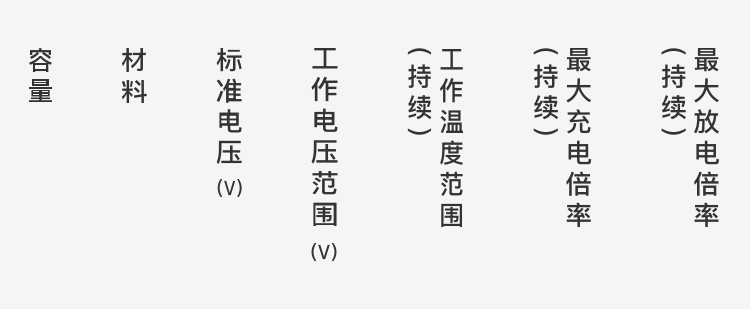 容量
材料
标准电压(V)
工作电压范围(V)
工作温度范围
(持续)
最大充电倍率
(持续)
最大放电倍率
(持续)